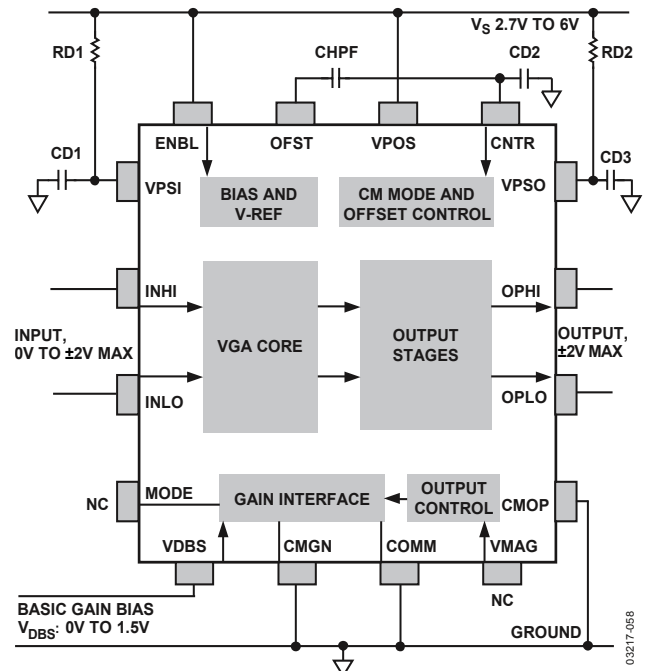 V_S 2.7V TO 6V
RD1
CHPF
CD2
RD2
ENBL
OFST
VPOS
CNTR
CD1
CD3
VPSI
VPSO
BIAS AND
V-REF
CM MODE AND
OFFSET CONTROL
INHI
OPHI
INPUT,
0V TO ±2V MAX
VGA CORE
OUTPUT
STAGES
OUTPUT,
±2V MAX
INLO
OPLO
NC
MODE
GAIN INTERFACE
OUTPUT
CONTROL
CMOP
VDBS
CMGN
COMM
VMAG
NC
BASIC GAIN BIAS
V_DBS: 0V TO 1.5V
GROUND
03217-058